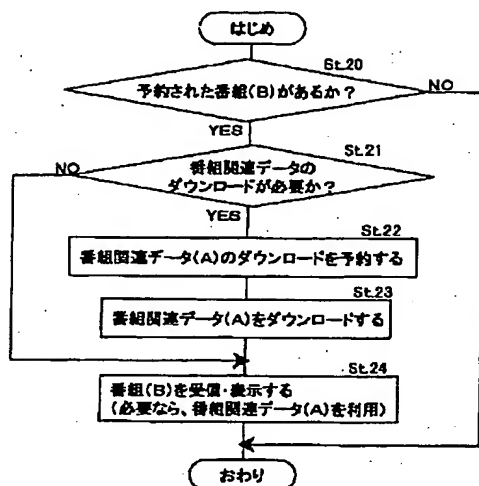 はじめ
St.20
予約された番組(B)があるか?
NO
YES
St.21
NO
番組関連データの
ダウンロードが必要か?
YES
St.22
番組関連データ(A)のダウンロードを予約する
St.23
番組関連データ(A)をダウンロードする
St.24
番組(B)を受信・表示する
(必要なら、番組関連データ(A)を利用)
おわり